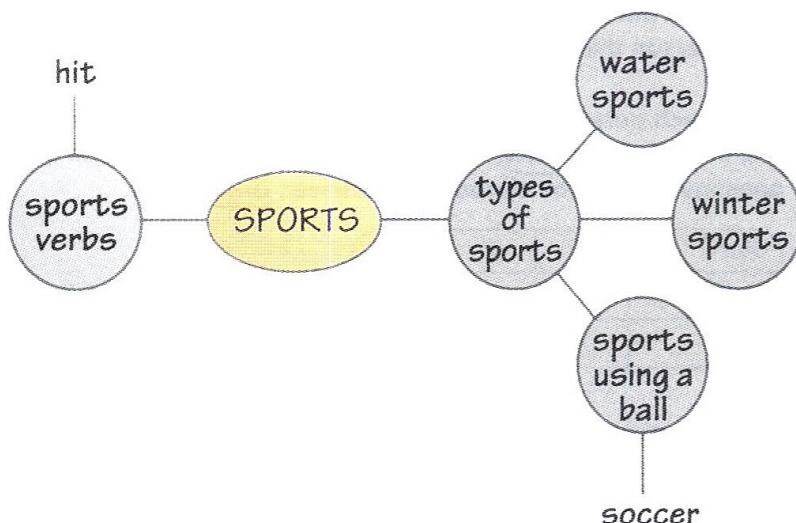 hit
sports
verbs
SPORTS
types
of
sports
water
sports
winter
sports
sports
using a
ball
soccer